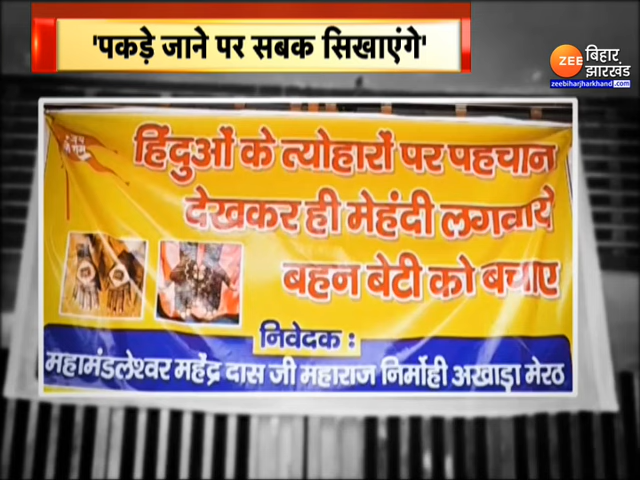 'पकड़े जाने पर सबक सिखाएंगे'
ZEE बिहार झारखंड
zeebiharjharkhand.com
हिंदुओं के त्योहारों पर पहचान
देखकर ही मेहंदी लगवाये
बहन बेटी को बचाए
निवेदक :
महामंडलेश्वर महेंद्र दास जी महाराज निर्मोही अखाड़ा मेरठ